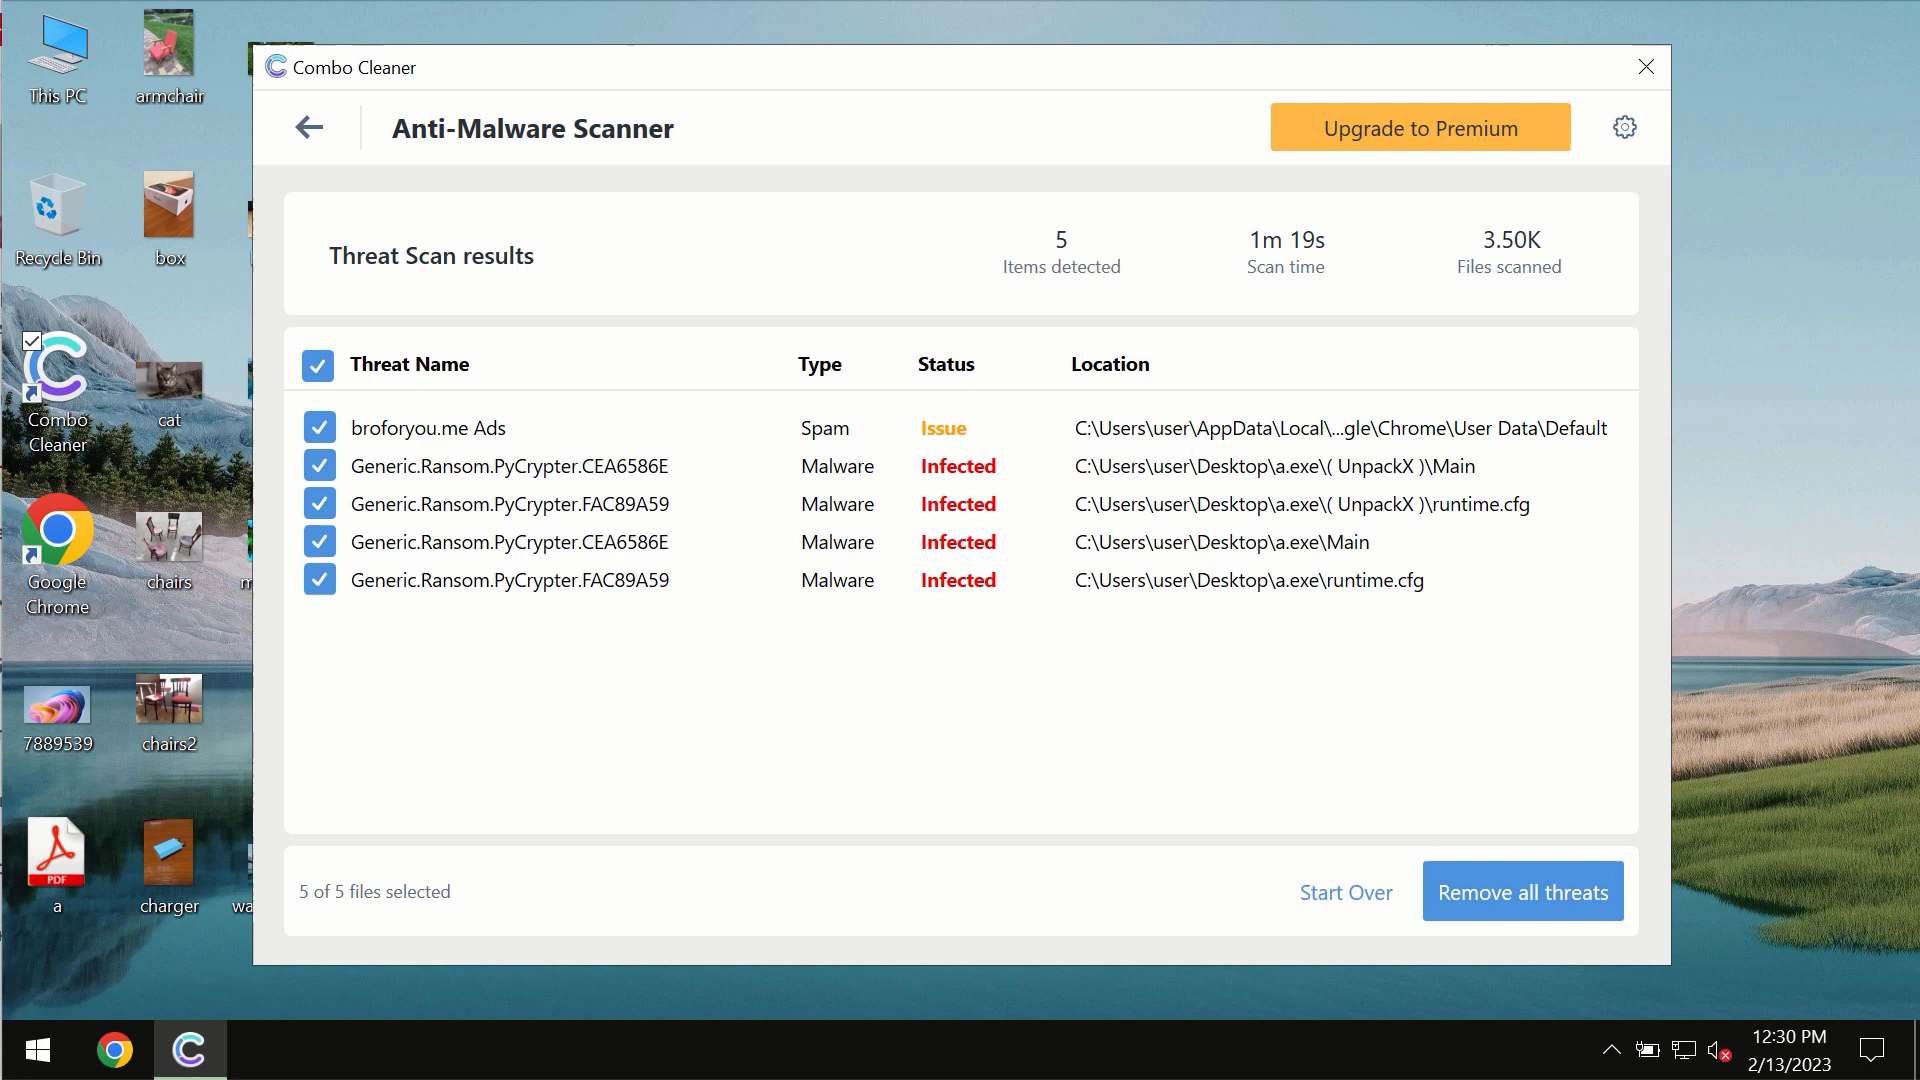 Combo Cleaner
Anti-Malware Scanner
Upgrade to Premium
Threat Scan results
5
Items detected
1m 19s
Scan time
3.50K
Files scanned
Threat Name Type Status Location
broforyou.me Ads Spam Issue C:\Users\user\AppData\Local\...gle\Chrome\User Data\Default
Generic.Ransom.PyCrypter.CEA6586E Malware Infected C:\Users\user\Desktop\a.exe\( UnpackX )\Main
Generic.Ransom.PyCrypter.FAC89A59 Malware Infected C:\Users\user\Desktop\a.exe\( UnpackX )\runtime.cfg
Generic.Ransom.PyCrypter.CEA6586E Malware Infected C:\Users\user\Desktop\a.exe\Main
Generic.Ransom.PyCrypter.FAC89A59 Malware Infected C:\Users\user\Desktop\a.exe\runtime.cfg
5 of 5 files selected
Start Over
Remove all threats
This PC
armchair
Recycle Bin
box
Combo
Cleaner
cat
Google
Chrome
chairs
7889539
chairs2
PDF
a
charger
12:30 PM
2/13/2023